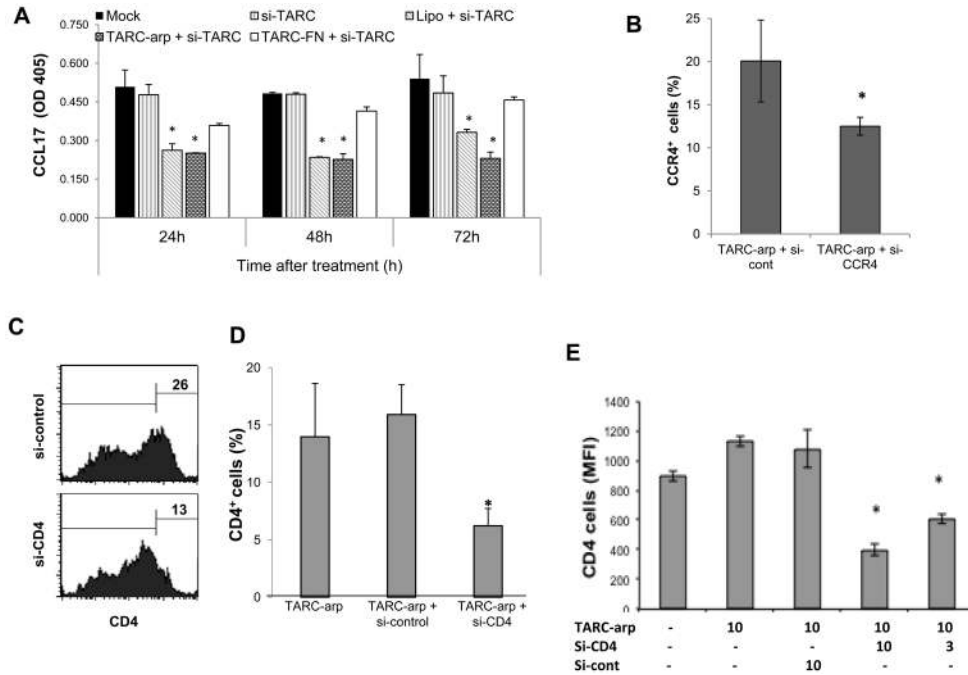 A
Mock
si-TARC
Lipo + si-TARC
TARC-arp + si-TARC
TARC-FN + si-TARC
CCL17 (OD 405)
0.750
0.600
0.450
0.300
0.150
0.000
* *
* *
* *
24h 48h 72h
Time after treatment (h)
B
CCR4⁺ cells (%)
25
20
15
10
5
0
*
TARC-arp + si-
cont
TARC-arp + si-
CCR4
C
si-control
26
si-CD4
13
CD4
D
CD4⁺ cells (%)
20
15
10
5
0
*
TARC-arp
TARC-arp +
si-control
TARC-arp +
si-CD4
E
CD4 cells (MFI)
1400
1200
1000
800
600
400
200
0
* *
TARC-arp - 10 10 10 10
Si-CD4 - - - 10 3
Si-cont - - 10 - -